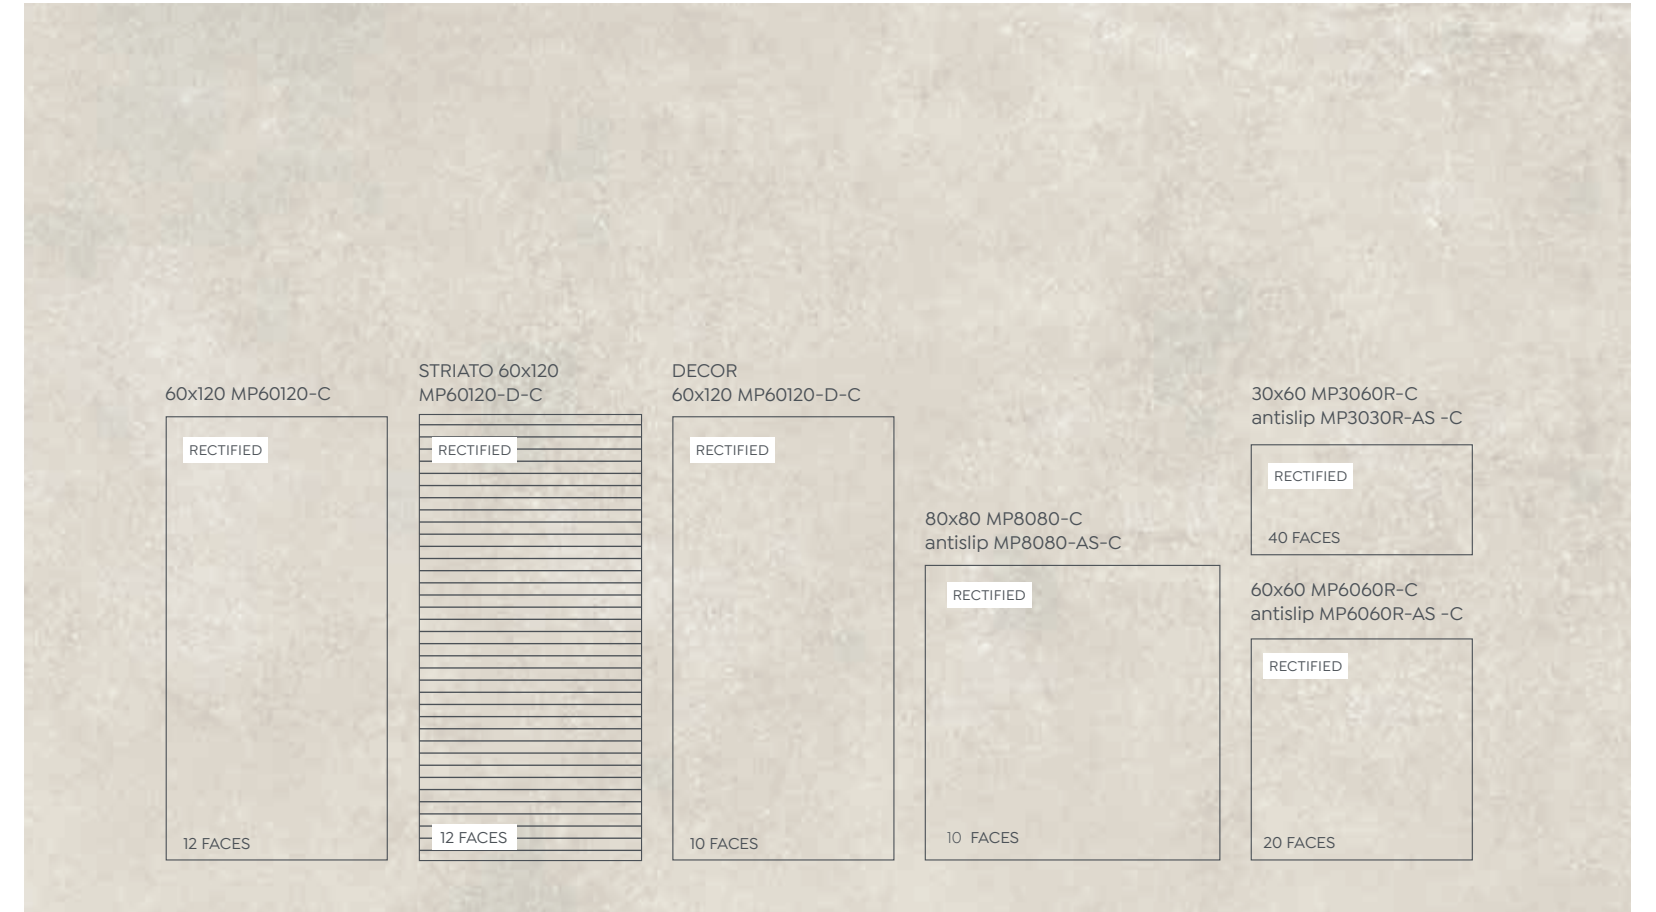 60x120 MP60120-C
RECTIFIED
12 FACES
STRIATO 60x120
MP60120-D-C
RECTIFIED
12 FACES
DECOR
60x120 MP60120-D-C
RECTIFIED
10 FACES
80x80 MP8080-C
antislip MP8080-AS-C
RECTIFIED
10 FACES
30x60 MP3060R-C
antislip MP3030R-AS -C
RECTIFIED
40 FACES
60x60 MP6060R-C
antislip MP6060R-AS -C
RECTIFIED
20 FACES